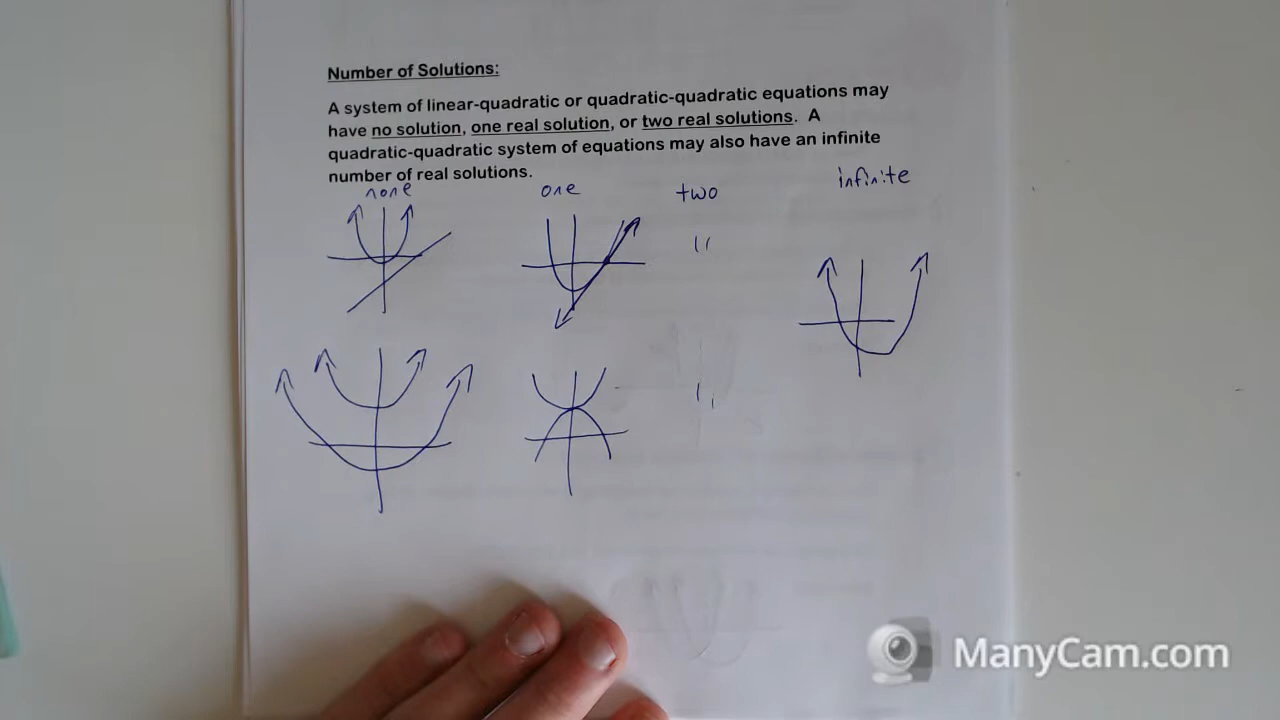 Number of Solutions:
A system of linear-quadratic or quadratic-quadratic equations may
have no solution, one real solution, or two real solutions. A
quadratic-quadratic system of equations may also have an infinite
number of real solutions.
none one two infinite
ManyCam.com